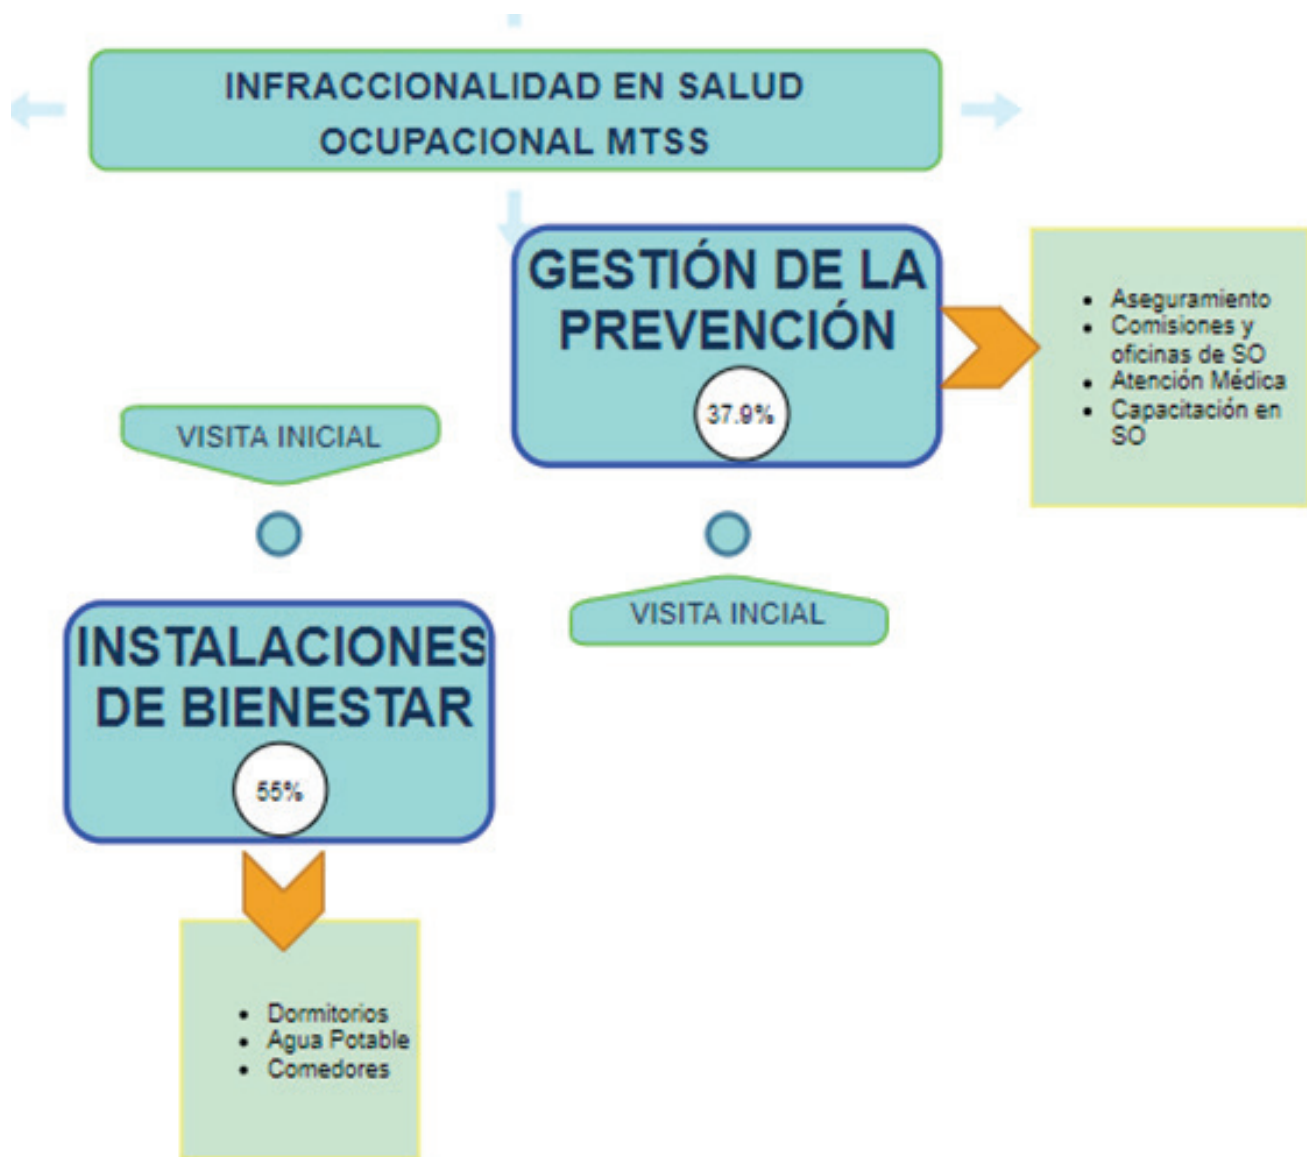 INFRACCIONALIDAD EN SALUD
OCUPACIONAL MTSS
GESTIÓN DE LA
PREVENCIÓN
37.9%
• Aseguramiento
• Comisiones y
oficinas de SO
• Atención Médica
• Capacitación en
SO
VISITA INICIAL
VISITA INCIAL
INSTALACIONES
DE BIENESTAR
55%
• Dormitorios
• Agua Potable
• Comedores